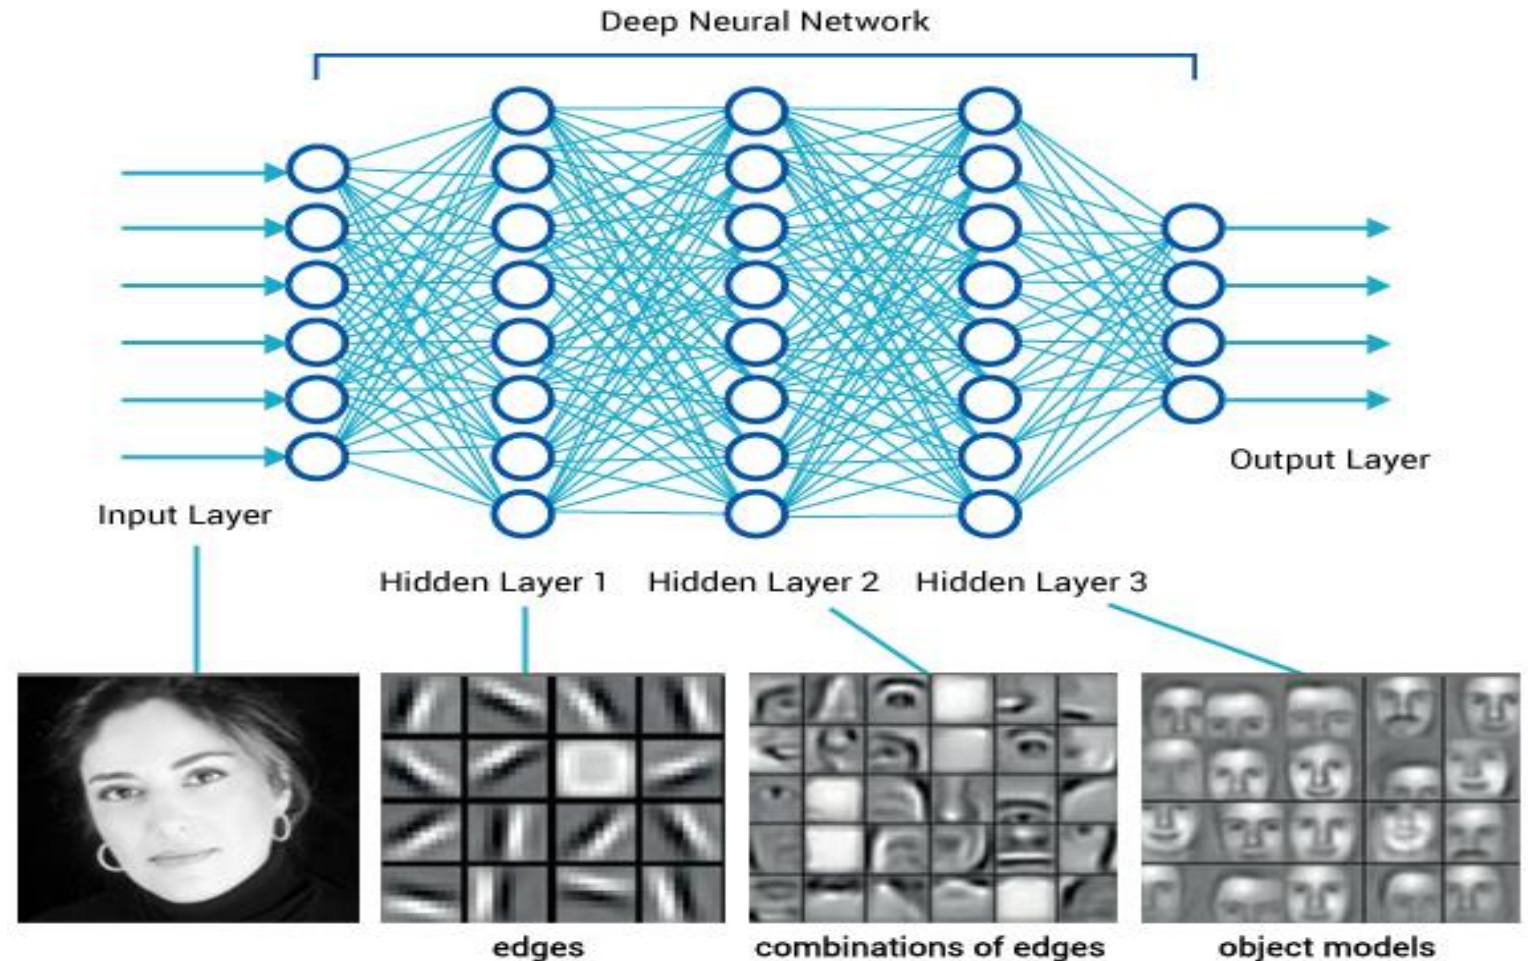 Deep Neural Network
Output Layer
Input Layer
Hidden Layer 1 Hidden Layer 2 Hidden Layer 3
edges combinations of edges object models